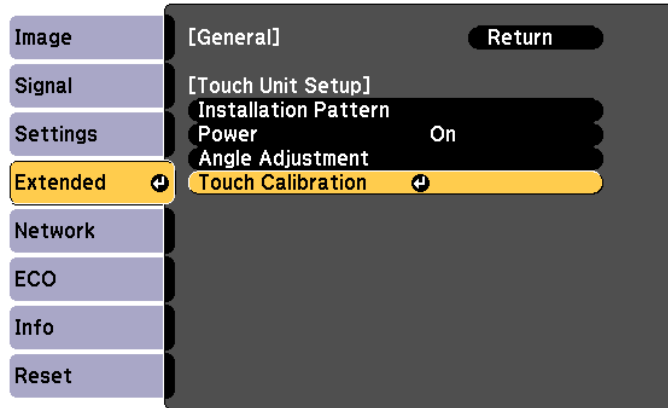 Image
Signal
Settings
Extended
Network
ECO
Info
Reset
[General] Return
[Touch Unit Setup]
Installation Pattern
Power On
Angle Adjustment
Touch Calibration